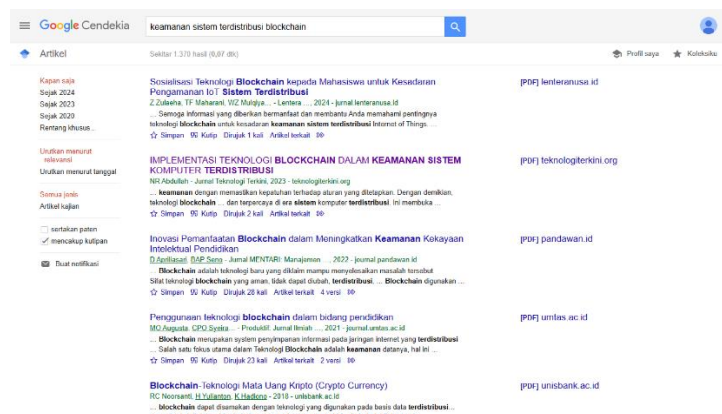 Google Cendekia
keamanan sistem terdistribusi blockchain
Artikel
Sekitar 1.370 hasil (0,07 dtk)
Profil saya
Koleksiku
Kapan saja
Sejak 2024
Sejak 2023
Sejak 2020
Rentang khusus...
Urutkan menurut
relevansi
Urutkan menurut tanggal
Semua jenis
Artikel kajian
sertakan paten
mencakup kutipan
Buat notifikasi
Sosialisasi Teknologi Blockchain kepada Mahasiswa untuk Kesadaran
Pengamanan IoT Sistem Terdistribusi
Z Zulaeha, TF Maharani, WZ Mulqiya... - Lentera ..., 2024 - jurnal.lenteranusa.id
... Semoga informasi yang diberikan bermanfaat dan membantu Anda memahami pentingnya
teknologi blockchain untuk kesadaran keamanan sistem terdistribusi Internet of Things. ...
Simpan Kutip Dirujuk 1 kali Artikel terkait
[PDF] lenteranusa.id
IMPLEMENTASI TEKNOLOGI BLOCKCHAIN DALAM KEAMANAN SISTEM
KOMPUTER TERDISTRIBUSI
NR Abdullah - Jurnal Teknologi Terkini, 2023 - teknologiterkini.org
... keamanan dengan memastikan kepatuhan terhadap aturan yang ditetapkan. Dengan demikian,
teknologi blockchain ... dan terpercaya di era sistem komputer terdistribusi. Ini membuka ...
Simpan Kutip Dirujuk 2 kali Artikel terkait
[PDF] teknologiterkini.org
Inovasi Pemanfaatan Blockchain dalam Meningkatkan Keamanan Kekayaan
Intelektual Pendidikan
D Apriliasari, BAP Seno - Jurnal MENTARI: Manajemen ..., 2022 - journal.pandawan.id
... Blockchain adalah teknologi baru yang diklaim mampu menyelesaikan masalah tersebut
Sifat teknologi blockchain yang aman, tidak dapat diubah, terdistribusi. ... Blockchain digunakan ...
Simpan Kutip Dirujuk 28 kali Artikel terkait 4 versi
[PDF] pandawan.id
Penggunaan teknologi blockchain dalam bidang pendidikan
MO Augusta, CPO Syeira... - Produktif: Jurnal Ilmiah ..., 2021 - journal.umtas.ac.id
... Blockchain merupakan system penyimpanan informasi pada jaringan internet yang terdistribusi
... Salah satu fokus utama dalam Teknologi Blockchain adalah keamanan datanya, hal ini ...
Simpan Kutip Dirujuk 23 kali Artikel terkait 2 versi
[PDF] umtas.ac.id
Blockchain-Teknologi Mata Uang Kripto (Crypto Currency)
RC Noorsanti, H Yulianton, K Hadiono - 2018 - unisbank.ac.id
... blockchain dapat disamakan dengan teknologi yang digunakan pada basis data terdistribusi...
[PDF] unisbank.ac.id